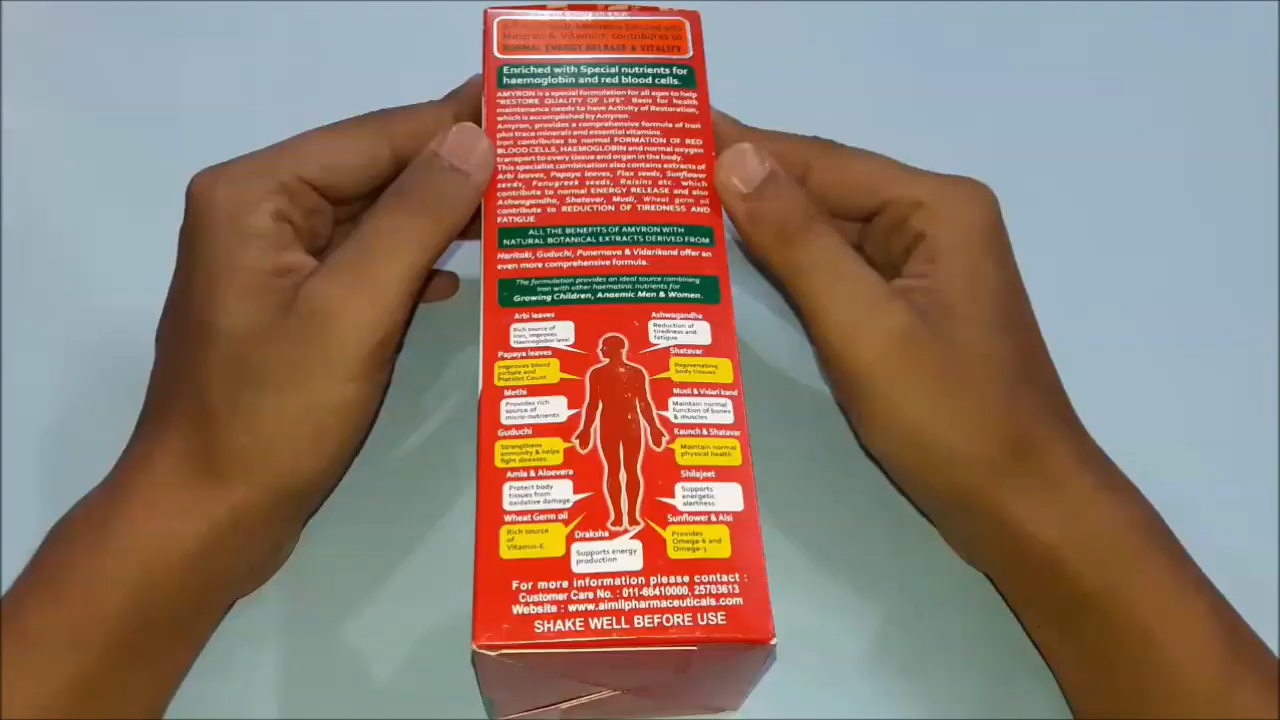 Minerals & Vitamins, contributes to
NORMAL ENERGY RELEASE & VITALITY
Enriched with Special nutrients for
haemoglobin and red blood cells.
AMYRON is a special formulation for all ages to help
"RESTORE QUALITY OF LIFE". Basis for health
maintenance needs to have Activity of Restoration,
which is accomplished by Amyron.
Amyron, provides a comprehensive formula of Iron
plus trace minerals and essential vitamins.
Iron contributes to normal FORMATION OF RED
BLOOD CELLS, HAEMOGLOBIN and normal oxygen
transport to every tissue and organ in the body.
This specialist combination also contains extracts of
Arbi leaves, Papaya leaves, Flax seeds, Sunflower
seeds, Fenugreek seeds, Raisins etc. which
contribute to normal ENERGY RELEASE and also
Ashwagandha, Shatavar, Musli, Wheat germ oil
contribute to REDUCTION OF TIREDNESS AND
FATIGUE
ALL THE BENEFITS OF AMYRON WITH
NATURAL BOTANICAL EXTRACTS DERIVED FROM
Haritaki, Guduchi, Punernava & Vidarikand offer an
even more comprehensive formula.
The formulation provides an ideal source combining
Iron with other haematinic nutrients for
Growing Children, Anaemic Men & Women.
Arbi leaves
Rich source of
Iron, improves
Haemoglobin level
Papaya leaves
Improves blood
picture and
Platelet Count
Methi
Provides rich
source of
micro-nutrients
Guduchi
Strengthens
immunity & helps
fight diseases.
Amla & Aloevera
Protect body
tissues from
oxidative damage
Wheat Germ oil
Rich source
of
Vitamin-E.
Draksha
Supports energy
production
Ashwagandha
Reduction of
tiredness and
fatigue
Shatavar
Rejuvenating
body tissues
Musli & Vidari kand
Maintain normal
function of bones
& muscles
Kaunch & Shatavar
Maintain normal
physical health
Shilajeet
Supports
energetic
alertness
Sunflower & Alsi
Provides
Omega-6 and
Omega-3
For more information please contact :
Customer Care No. : 011-66410000, 25703613
Website : www.aimilpharmaceuticals.com
SHAKE WELL BEFORE USE